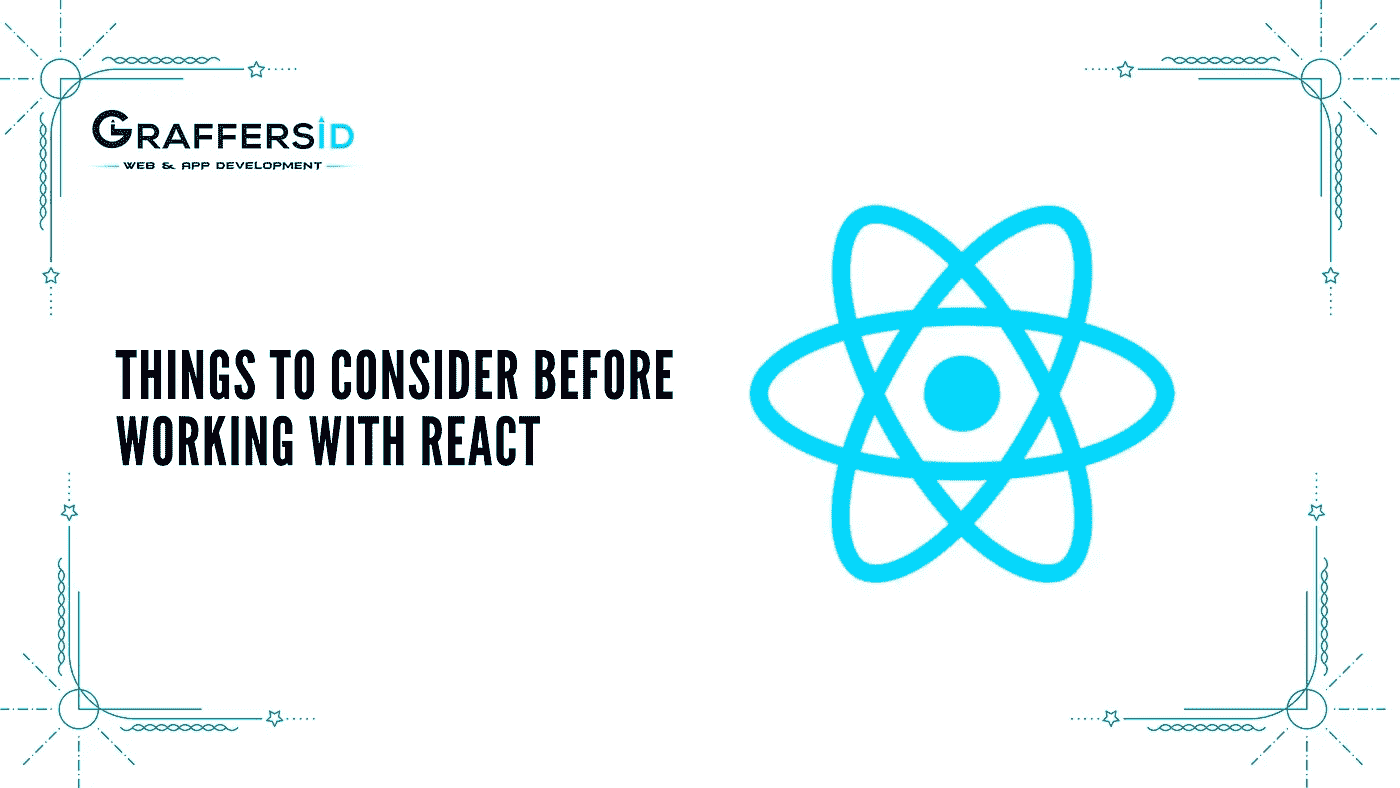 GRAFFERSID
WEB & APP DEVELOPMENT
THINGS TO CONSIDER BEFORE
WORKING WITH REACT